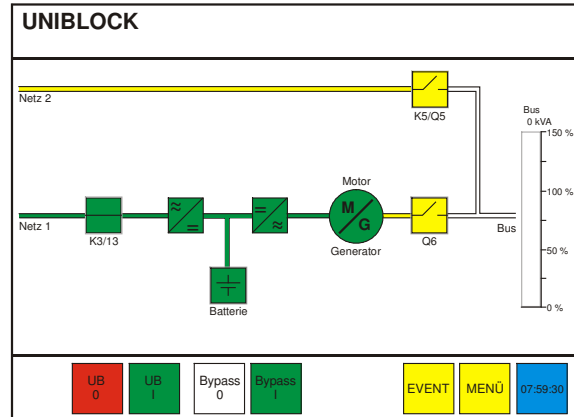 UNIBLOCK
Netz 2
K5/Q5
Bus
0 kVA
150 %
100 %
50 %
0 %
Netz 1
K3/13
≈
=
=
≈
Batterie
Motor
M
G
Generator
Q6
Bus
UB
0
UB
I
Bypass
0
Bypass
I
EVENT
MENÜ
07:59:30